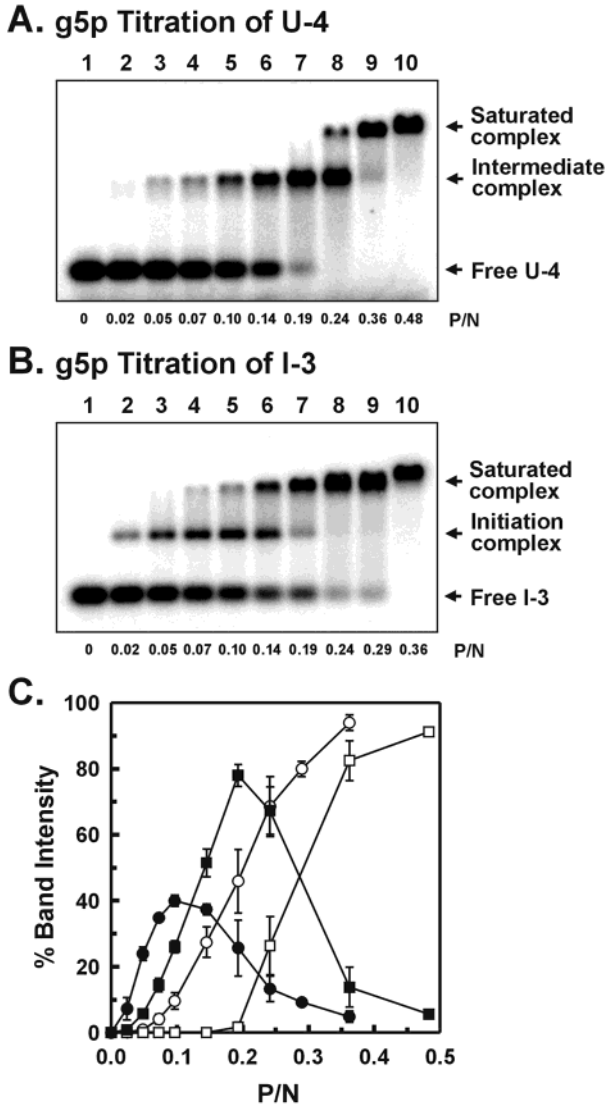 A. g5p Titration of U-4
1 2 3 4 5 6 7 8 9 10
Saturated
complex
Intermediate
complex
Free U-4
0 0.02 0.05 0.07 0.10 0.14 0.19 0.24 0.36 0.48 P/N
B. g5p Titration of I-3
1 2 3 4 5 6 7 8 9 10
Saturated
complex
Initiation
complex
Free I-3
0 0.02 0.05 0.07 0.10 0.14 0.19 0.24 0.29 0.36 P/N
C.
100
80
60
40
20
0
% Band Intensity
0.0 0.1 0.2 0.3 0.4 0.5
P/N